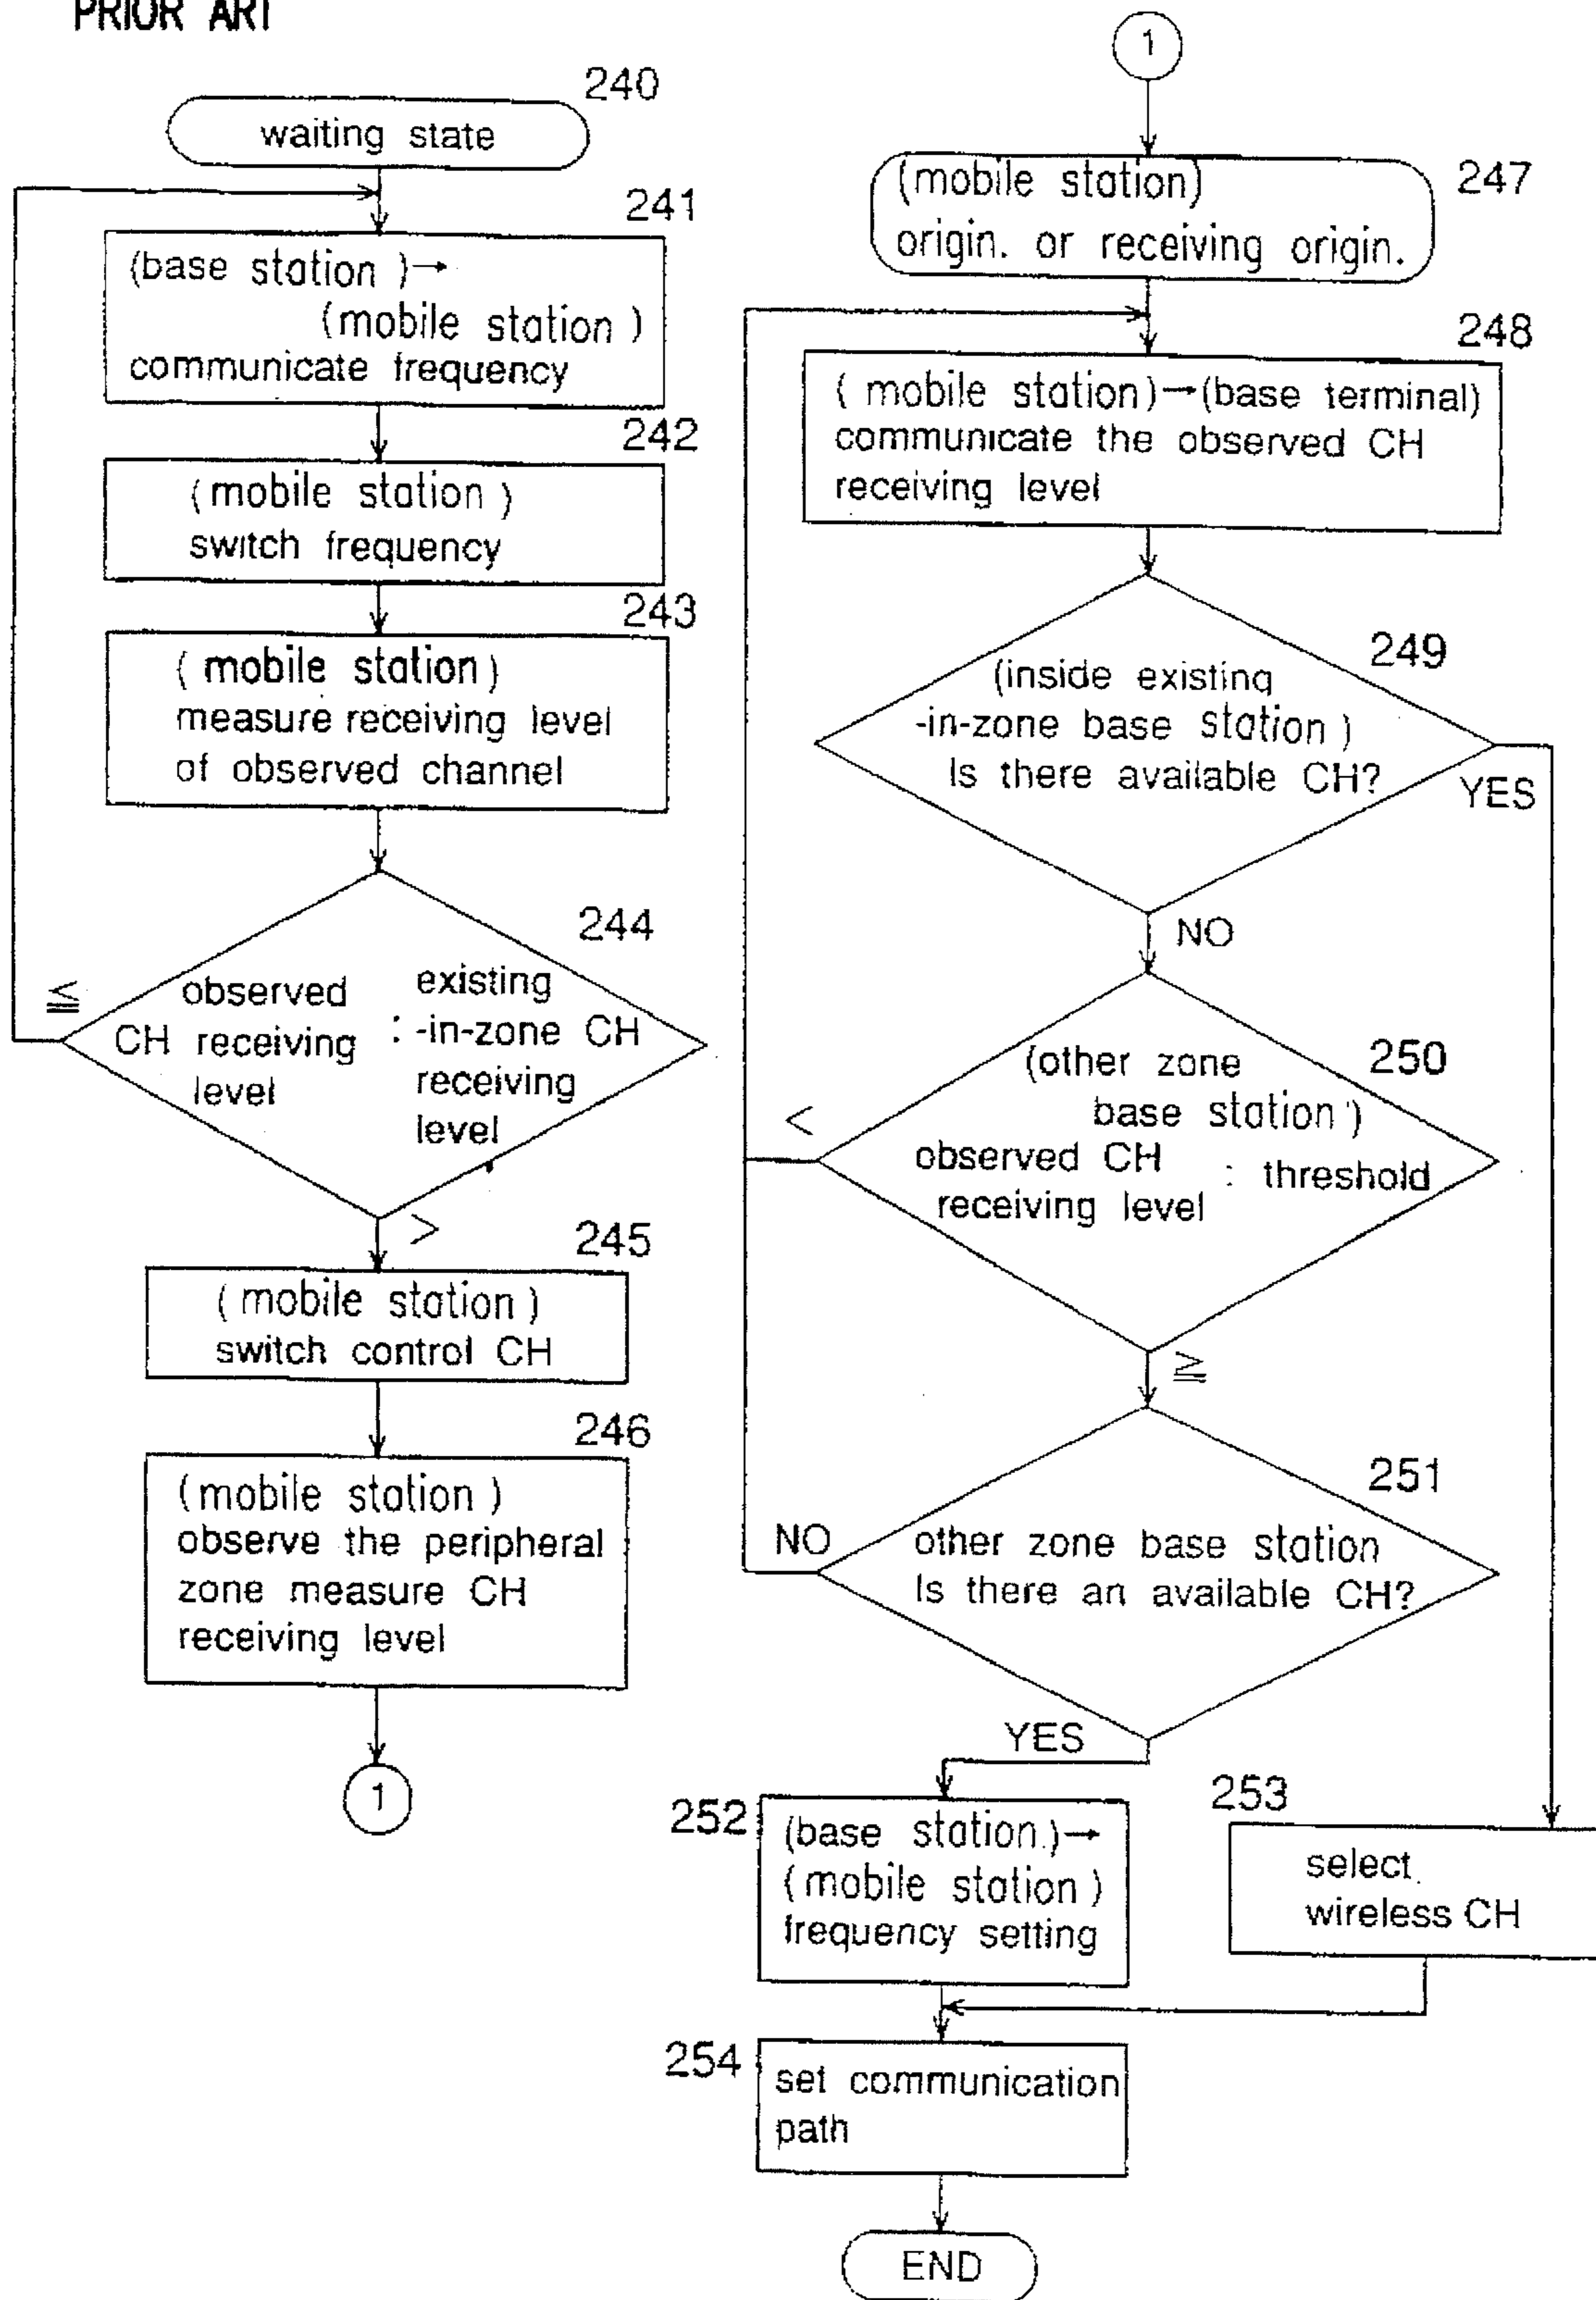 PRIOR ART
240
waiting state
241
(base station)→
(mobile station)
communicate frequency
242
(mobile station)
switch frequency
243
(mobile station)
measure receiving level
of observed channel
244
observed
CH receiving
level
:
existing
-in-zone CH
receiving
level
≦
>
245
(mobile station)
switch control CH
246
(mobile station)
observe the peripheral
zone measure CH
receiving level
1
1
247
(mobile station)
origin. or receiving origin.
248
(mobile station)→(base terminal)
communicate the observed CH
receiving level
249
(inside existing
-in-zone base station)
Is there available CH?
YES
NO
250
(other zone
base station)
observed CH
receiving level
: threshold
<
≧
251
other zone base station
Is there an available CH?
NO
YES
252
(base station)→
(mobile station)
frequency setting
253
select
wireless CH
254
set communication
path
END